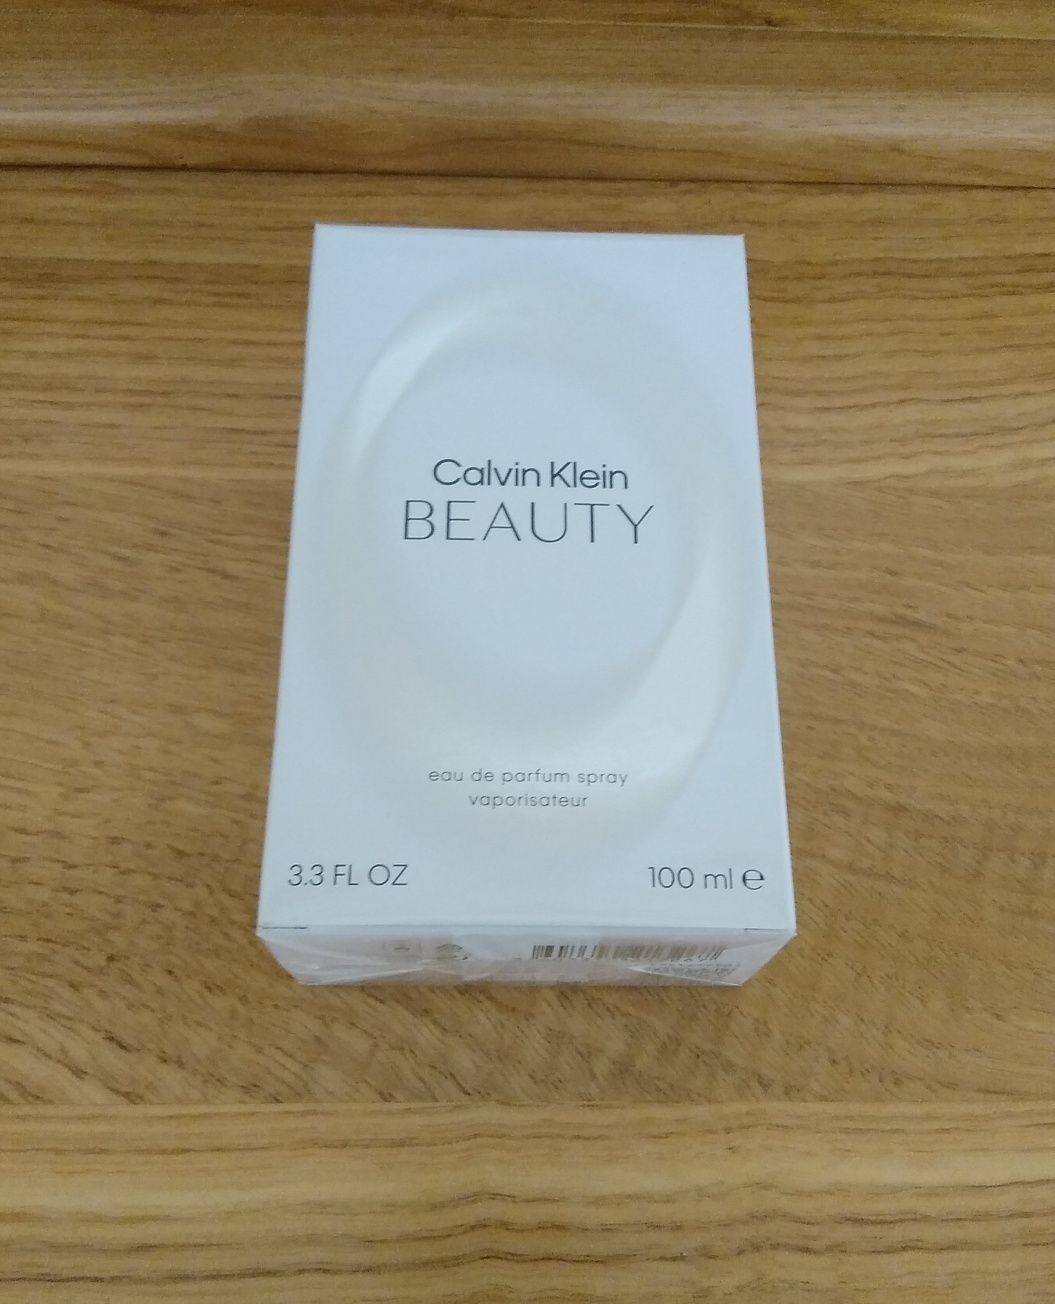 Calvin Klein
BEAUTY
eau de parfum spray
vaporisateur
3.3 FL OZ
100 ml ℮